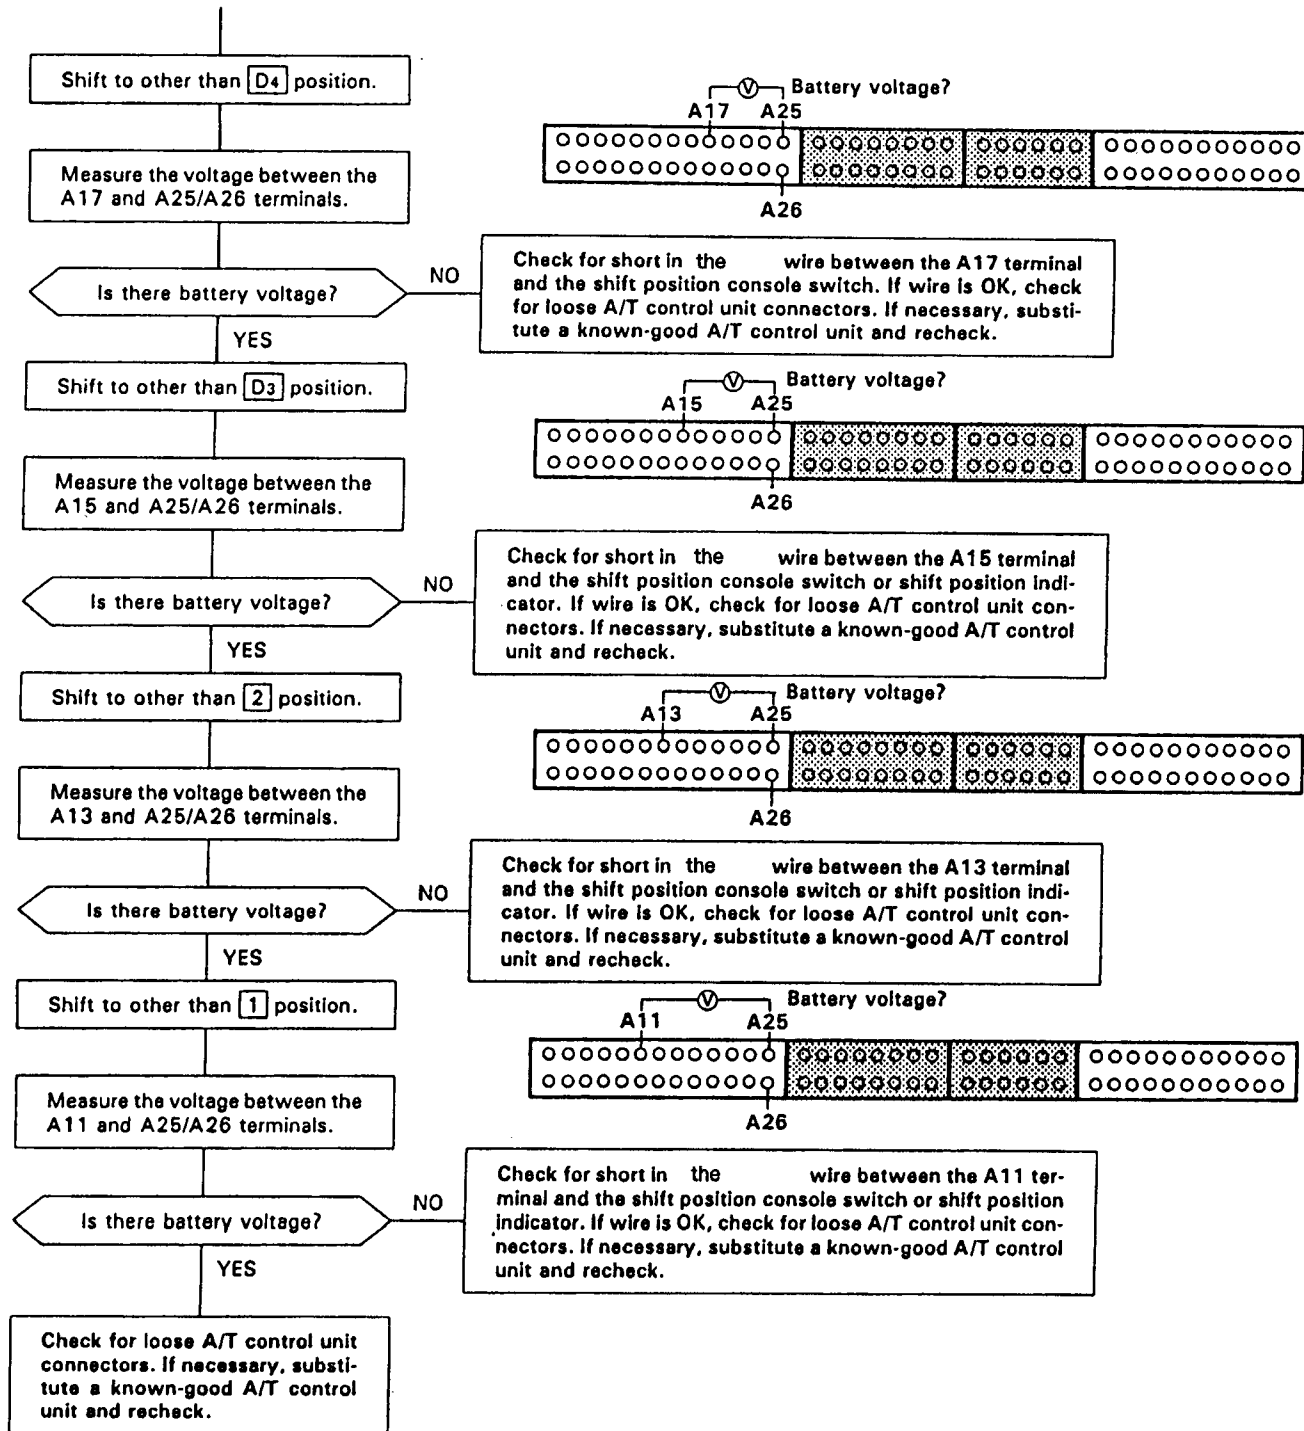 Shift to other than D4 position.
Battery voltage?
V
A17 A25
Measure the voltage between the
A17 and A25/A26 terminals.
A26
Is there battery voltage?
NO
Check for short in the wire between the A17 terminal
and the shift position console switch. If wire is OK, check
for loose A/T control unit connectors. If necessary, substi-
tute a known-good A/T control unit and recheck.
YES
Shift to other than D3 position.
Battery voltage?
V
A15 A25
Measure the voltage between the
A15 and A25/A26 terminals.
A26
Is there battery voltage?
NO
Check for short in the wire between the A15 terminal
and the shift position console switch or shift position indi-
cator. If wire is OK, check for loose A/T control unit con-
nectors. If necessary, substitute a known-good A/T control
unit and recheck.
YES
Shift to other than 2 position.
Battery voltage?
V
A13 A25
Measure the voltage between the
A13 and A25/A26 terminals.
A26
Is there battery voltage?
NO
Check for short in the wire between the A13 terminal
and the shift position console switch or shift position indi-
cator. If wire is OK, check for loose A/T control unit con-
nectors. If necessary, substitute a known-good A/T control
unit and recheck.
YES
Shift to other than 1 position.
Battery voltage?
V
A11 A25
Measure the voltage between the
A11 and A25/A26 terminals.
A26
Is there battery voltage?
NO
Check for short in the wire between the A11 ter-
minal and the shift position console switch or shift position
indicator. If wire is OK, check for loose A/T control unit con-
nectors. If necessary, substitute a known-good A/T control
unit and recheck.
YES
Check for loose A/T control unit
connectors. If necessary, substi-
tute a known-good A/T control
unit and recheck.